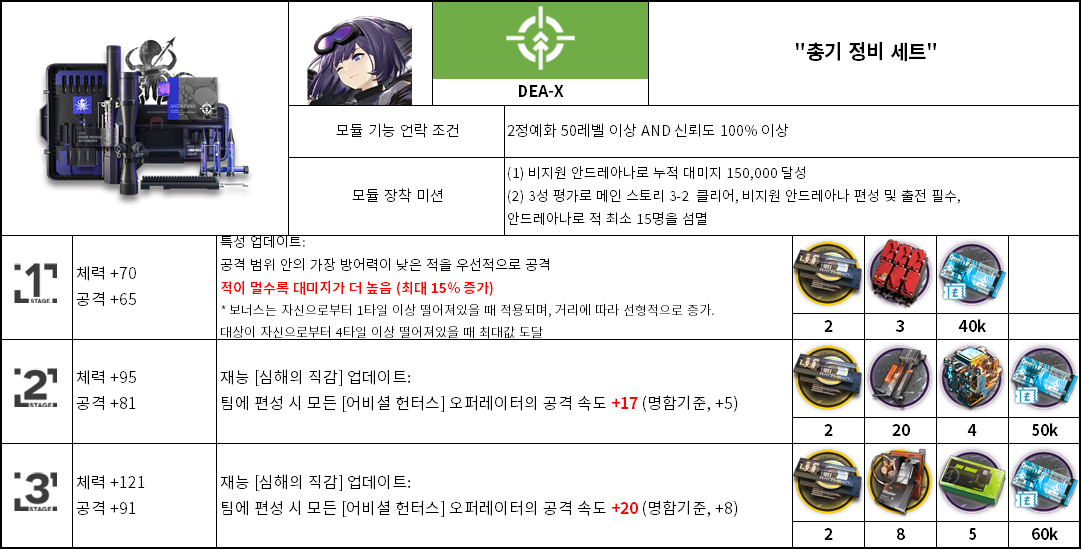 DEA-X
"총기 정비 세트"
모듈 기능 언락 조건
2정예화 50레벨 이상 AND 신뢰도 100% 이상
모듈 장착 미션
(1) 비지원 안드레아나로 누적 대미지 150,000 달성
(2) 3성 평가로 메인 스토리 3-2 클리어, 비지원 안드레아나 편성 및 출전 필수,
안드레아나로 적 최소 15명을 섬멸
1
STAGE
체력 +70
공격 +65
특성 업데이트:
공격 범위 안의 가장 방어력이 낮은 적을 우선적으로 공격
적이 멀수록 대미지가 더 높음 (최대 15% 증가)
* 보너스는 자신으로부터 1타일 이상 떨어져있을 때 적용되며, 거리에 따라 선형적으로 증가.
대상이 자신으로부터 4타일 이상 떨어져있을 때 최대값 도달
2 3 40k
2
STAGE
체력 +95
공격 +81
재능 [심해의 직감] 업데이트:
팀에 편성 시 모든 [어비셜 헌터스] 오퍼레이터의 공격 속도 +17 (명함기준, +5)
2 20 4 50k
3
STAGE
체력 +121
공격 +91
재능 [심해의 직감] 업데이트:
팀에 편성 시 모든 [어비셜 헌터스] 오퍼레이터의 공격 속도 +20 (명함기준, +8)
2 8 5 60k